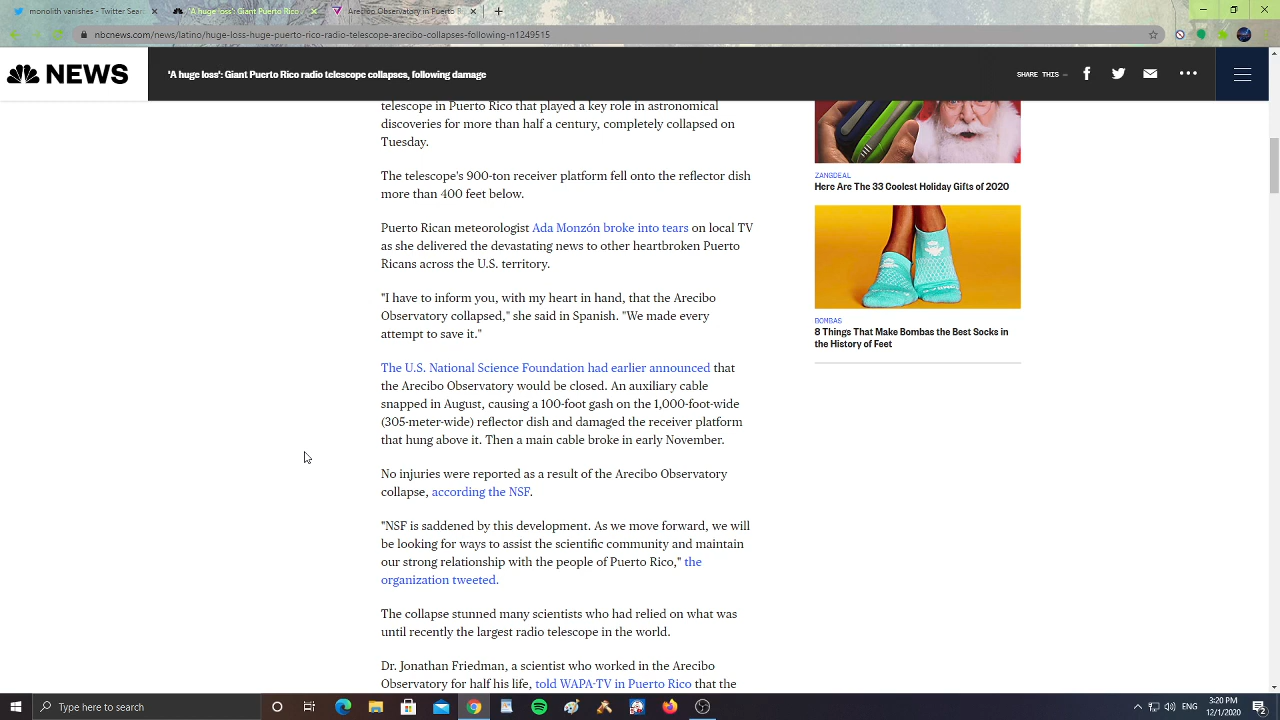 monolith vanishes - Twitter Sear
'A huge loss': Giant Puerto Rico
Arecibo Observatory in Puerto R
nbcnews.com/news/latino/huge-loss-huge-puerto-rico-radio-telescope-arecibo-collapses-following-n1249515
NEWS
'A huge loss': Giant Puerto Rico radio telescope collapses, following damage
SHARE THIS —
telescope in Puerto Rico that played a key role in astronomical
discoveries for more than half a century, completely collapsed on
Tuesday.
The telescope's 900-ton receiver platform fell onto the reflector dish
more than 400 feet below.
Puerto Rican meteorologist Ada Monzón broke into tears on local TV
as she delivered the devastating news to other heartbroken Puerto
Ricans across the U.S. territory.
"I have to inform you, with my heart in hand, that the Arecibo
Observatory collapsed," she said in Spanish. "We made every
attempt to save it."
The U.S. National Science Foundation had earlier announced that
the Arecibo Observatory would be closed. An auxiliary cable
snapped in August, causing a 100-foot gash on the 1,000-foot-wide
(305-meter-wide) reflector dish and damaged the receiver platform
that hung above it. Then a main cable broke in early November.
No injuries were reported as a result of the Arecibo Observatory
collapse, according the NSF.
"NSF is saddened by this development. As we move forward, we will
be looking for ways to assist the scientific community and maintain
our strong relationship with the people of Puerto Rico," the
organization tweeted.
The collapse stunned many scientists who had relied on what was
until recently the largest radio telescope in the world.
Dr. Jonathan Friedman, a scientist who worked in the Arecibo
Observatory for half his life, told WAPA-TV in Puerto Rico that the
ZANGDEAL
Here Are The 33 Coolest Holiday Gifts of 2020
BOMBAS
8 Things That Make Bombas the Best Socks in
the History of Feet
Type here to search
ENG
3:20 PM
12/1/2020